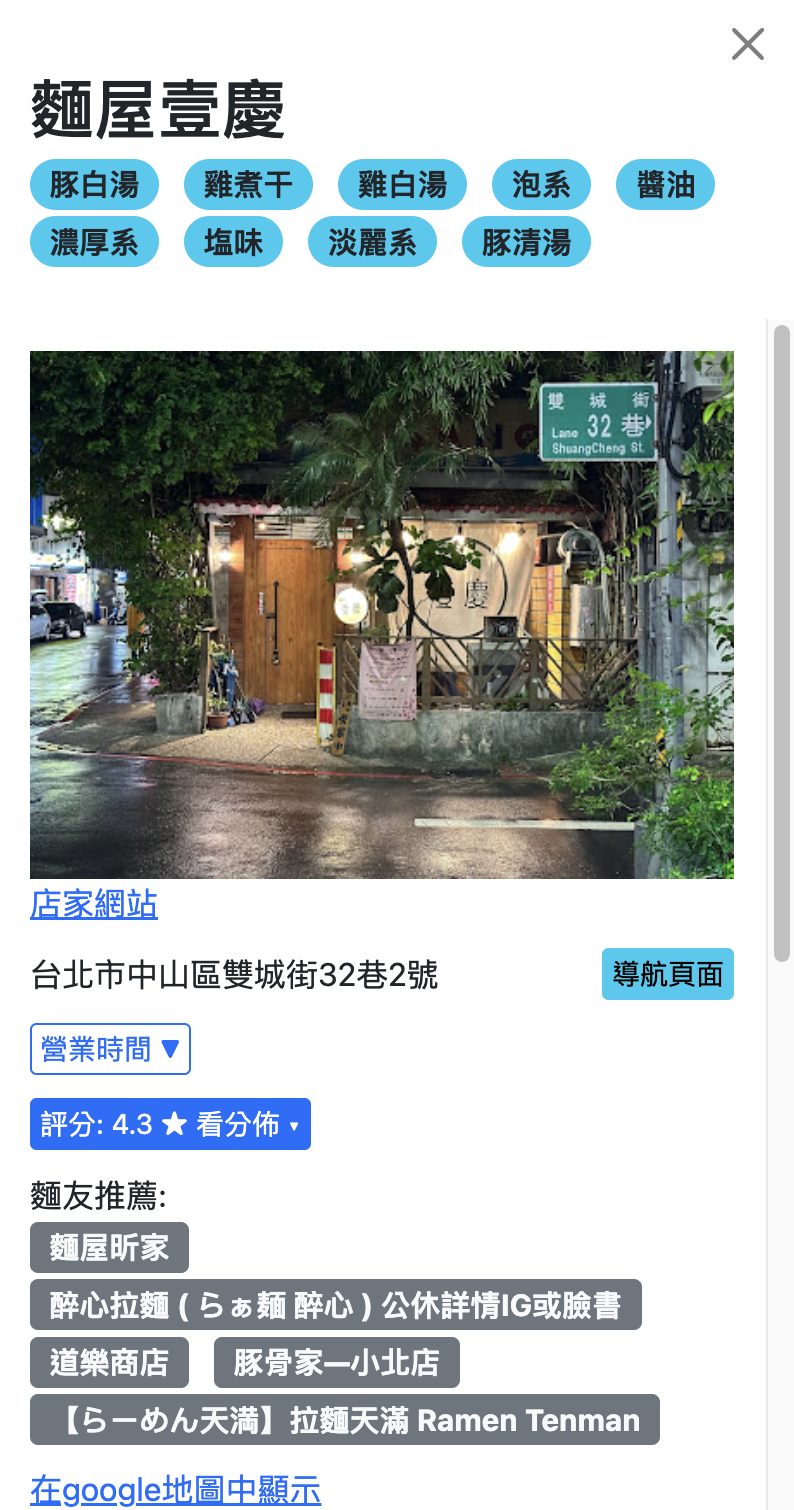 麵屋壹慶
豚白湯 雞煮干 雞白湯 泡系 醬油
濃厚系 塩味 淡麗系 豚清湯
雙 城 街
Lane 32 巷
ShuangCheng St.
壹慶
店家網站
台北市中山區雙城街32巷2號 導航頁面
營業時間 ▼
評分: 4.3 ★ 看分佈 ▾
麵友推薦:
麵屋昕家
醉心拉麵 ( らぁ麺 醉心 ) 公休詳情IG或臉書
道樂商店 豚骨家—小北店
【らーめん天満】拉麵天滿 Ramen Tenman
在google地圖中顯示